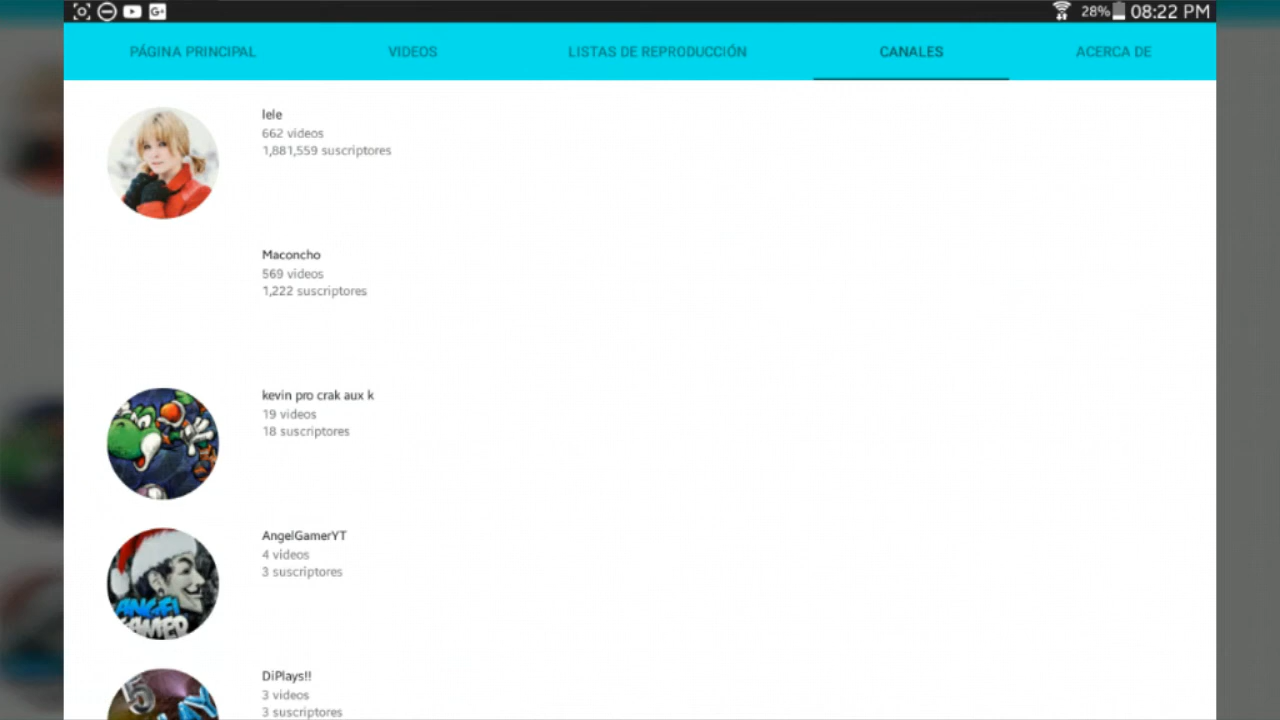 28% 08:22 PM
PÁGINA PRINCIPAL VIDEOS LISTAS DE REPRODUCCIÓN CANALES ACERCA DE
lele
662 videos
1,881,559 suscriptores
Maconcho
569 videos
1,222 suscriptores
kevin pro crak aux k
19 videos
18 suscriptores
AngelGamerYT
4 videos
3 suscriptores
ANGEL
GAMER
DiPlays!!
3 videos
3 suscriptores